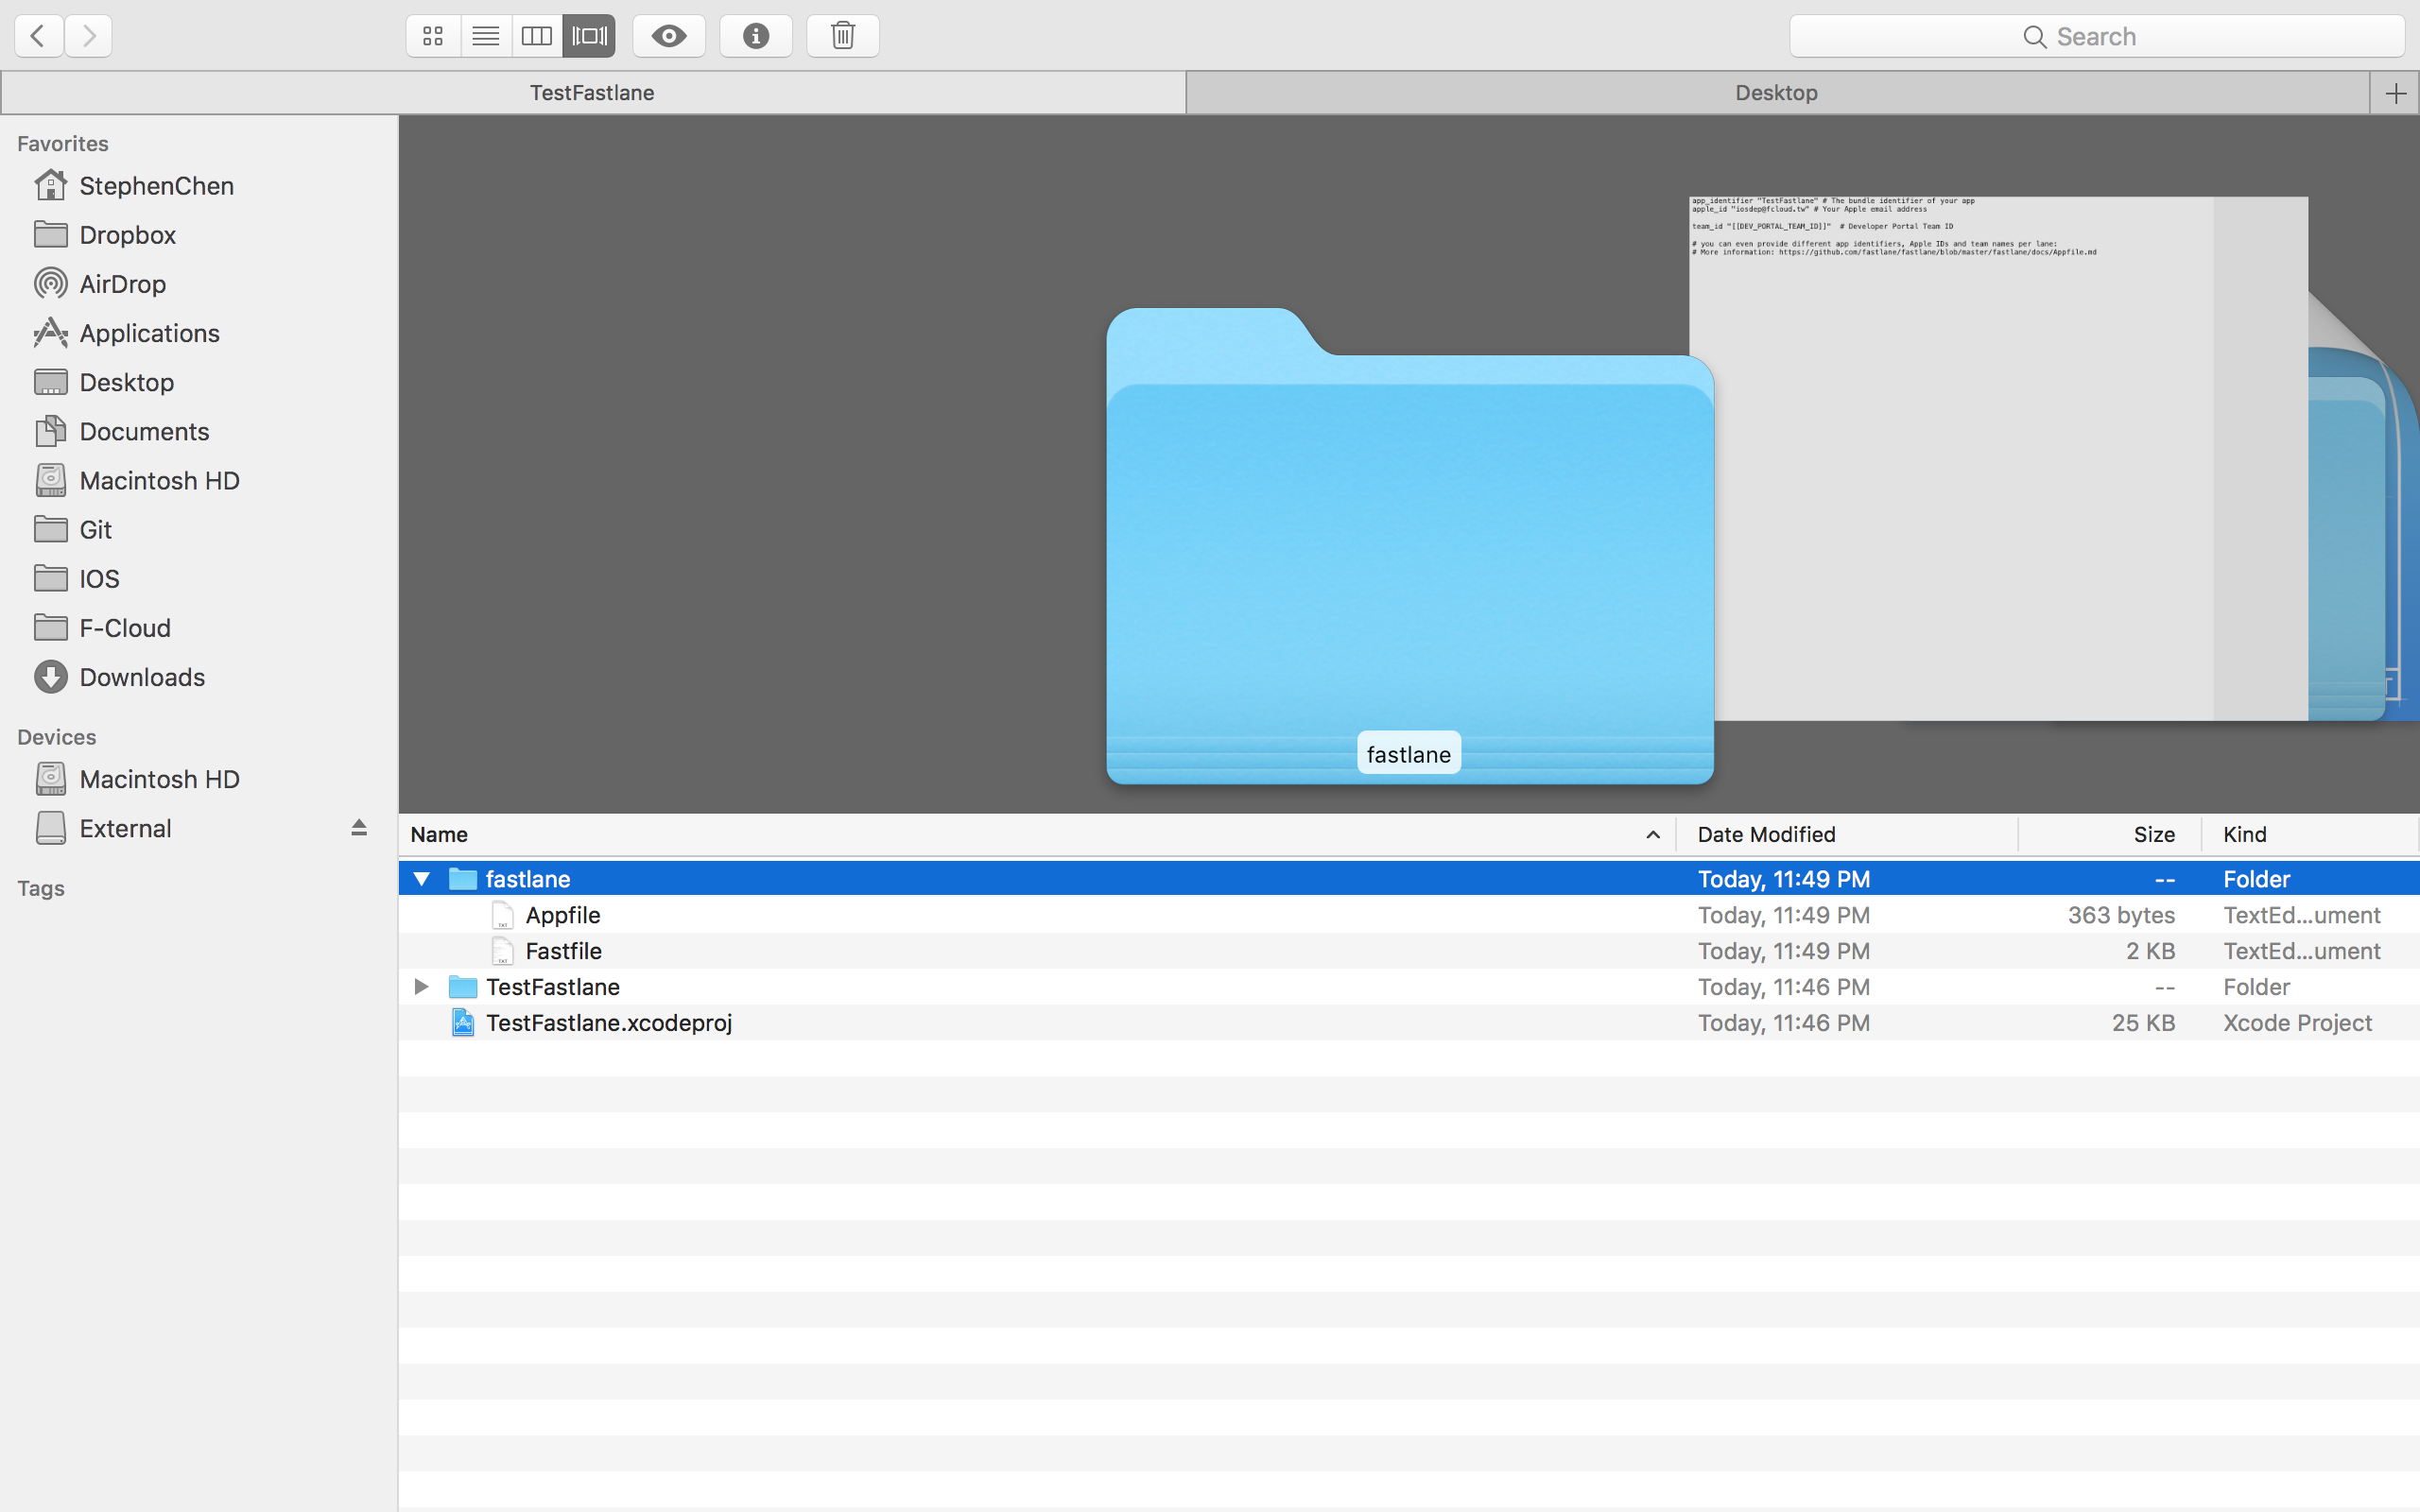 Search
TestFastlane
Desktop
Favorites
StephenChen
Dropbox
AirDrop
Applications
Desktop
Documents
Macintosh HD
Git
IOS
F-Cloud
Downloads
Devices
Macintosh HD
External
Tags
app_identifier "TestFastlane" # The bundle identifier of your app
apple_id "iosdep@fcloud.tw" # Your Apple email address
team_id "[[DEV_PORTAL_TEAM_ID]]"  # Developer Portal Team ID
# you can even provide different app identifiers, Apple IDs and team names per lane:
# More information: https://github.com/fastlane/fastlane/blob/master/fastlane/docs/Appfile.md
fastlane
Name Date Modified Size Kind
fastlane Today, 11:49 PM -- Folder
Appfile Today, 11:49 PM 363 bytes TextEd...ument
Fastfile Today, 11:49 PM 2 KB TextEd...ument
TestFastlane Today, 11:46 PM -- Folder
TestFastlane.xcodeproj Today, 11:46 PM 25 KB Xcode Project